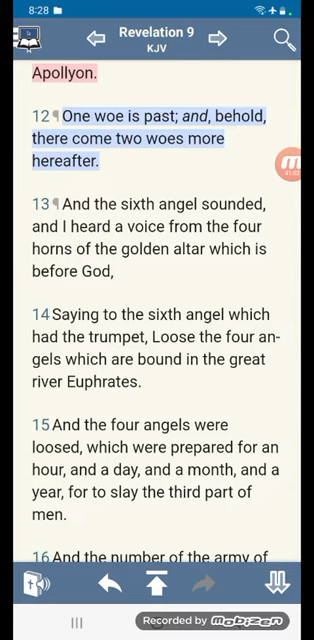 8:28
Revelation 9
KJV
Apollyon.
12 ¶ One woe is past; and, behold,
there come two woes more
hereafter.
13 ¶ And the sixth angel sounded,
and I heard a voice from the four
horns of the golden altar which is
before God,
14 Saying to the sixth angel which
had the trumpet, Loose the four an-
gels which are bound in the great
river Euphrates.
15 And the four angels were
loosed, which were prepared for an
hour, and a day, and a month, and a
year, for to slay the third part of
men.
16 And the number of the army of
41:02
Recorded by mobizen